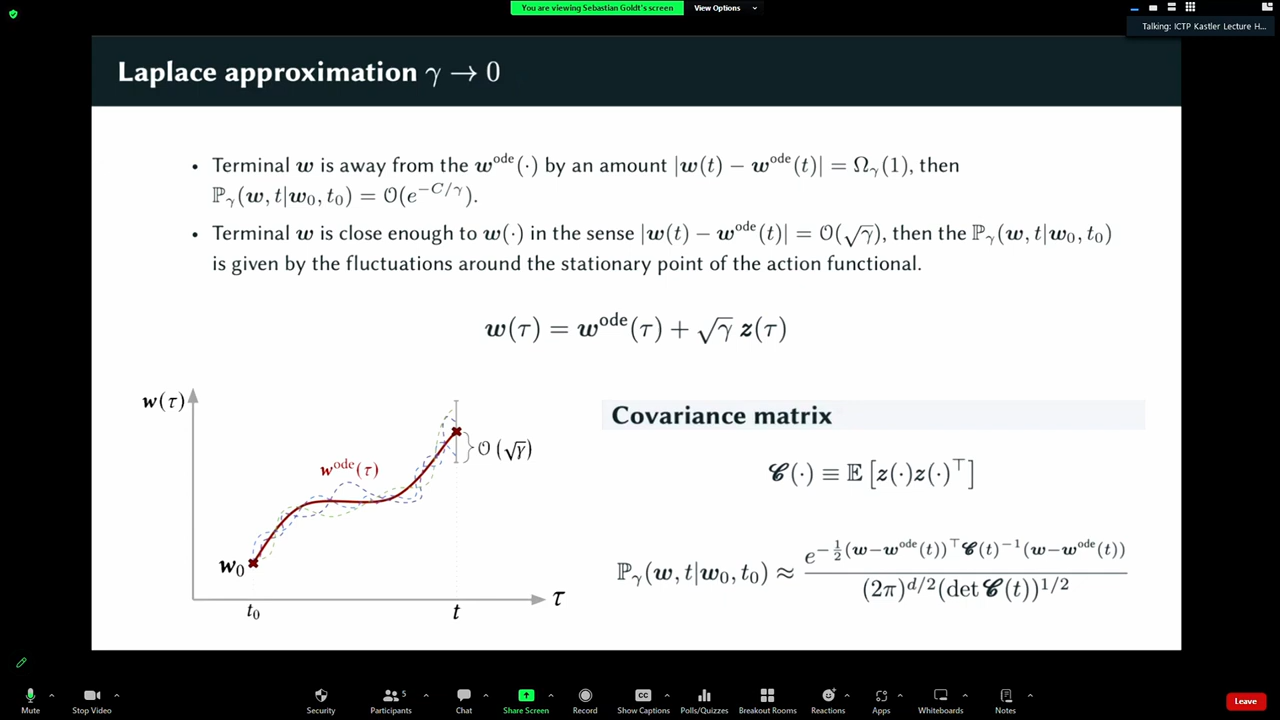 You are viewing Sebastian Goldt's screen
View Options
Talking: ICTP Kastler Lecture H...
Laplace approximation γ → 0
• Terminal w is away from the w^ode(·) by an amount |w(t) − w^ode(t)| = Ω_γ(1), then
ℙ_γ(w, t|w_0, t_0) = O(e^{−C/γ}).
• Terminal w is close enough to w(·) in the sense |w(t) − w^ode(t)| = O(√γ), then the ℙ_γ(w, t|w_0, t_0)
is given by the fluctuations around the stationary point of the action functional.
w(τ) = w^ode(τ) + √γ z(τ)
w(τ)
w^ode(τ)
O(√γ)
w_0
t_0
t
τ
Covariance matrix
𝒞(·) ≡ 𝔼 [z(·)z(·)^⊤]
ℙ_γ(w, t|w_0, t_0) ≈ e^{−½(w−w^ode(t))^⊤ 𝒞(t)^{−1}(w−w^ode(t))} / (2π)^{d/2}(det 𝒞(t))^{1/2}
Mute
Stop Video
Security
Participants
5
Chat
Share Screen
Record
CC
Show Captions
Polls/Quizzes
Breakout Rooms
Reactions
Apps
Whiteboards
Notes
Leave